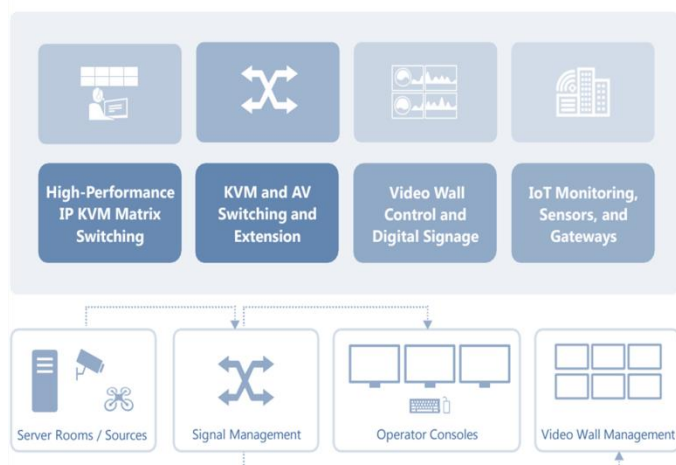 High-Performance
IP KVM Matrix
Switching
KVM and AV
Switching and
Extension
Video Wall
Control and
Digital Signage
IoT Monitoring,
Sensors, and
Gateways
Server Rooms / Sources
Signal Management
Operator Consoles
Video Wall Management